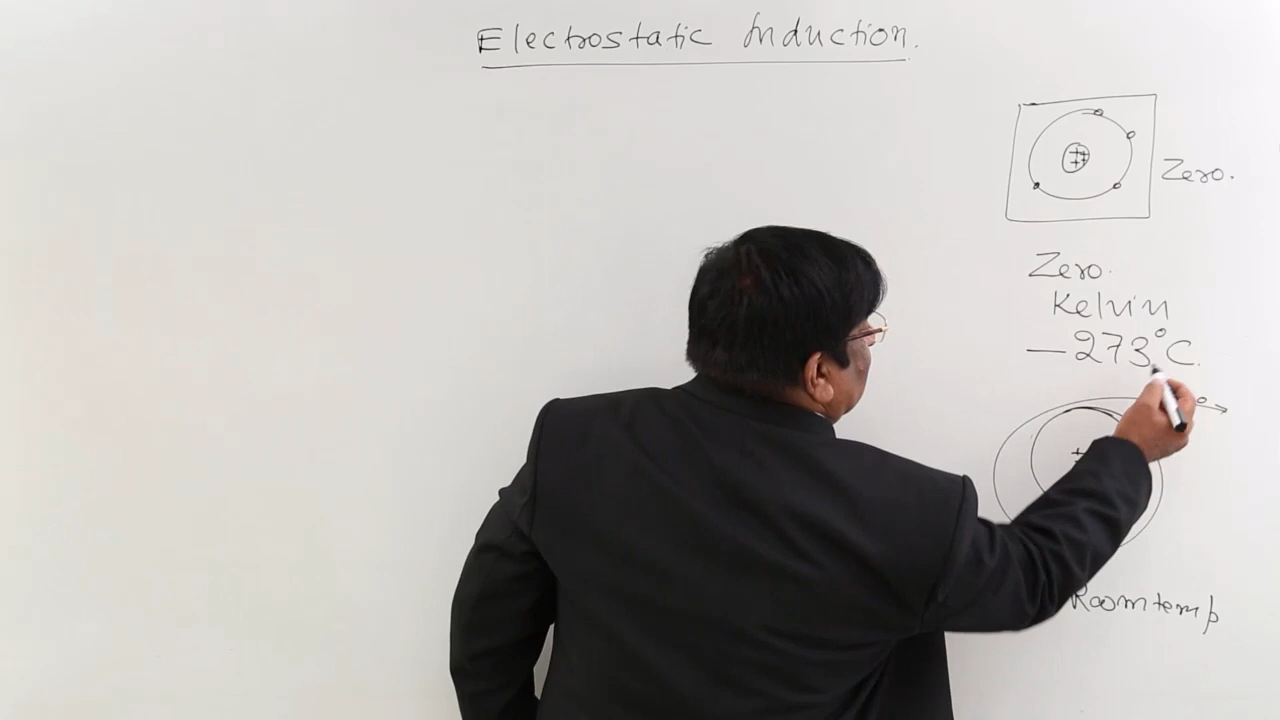 Electrostatic Induction.
Zero.
Zero.
Kelvin
-273°C.
Room temp